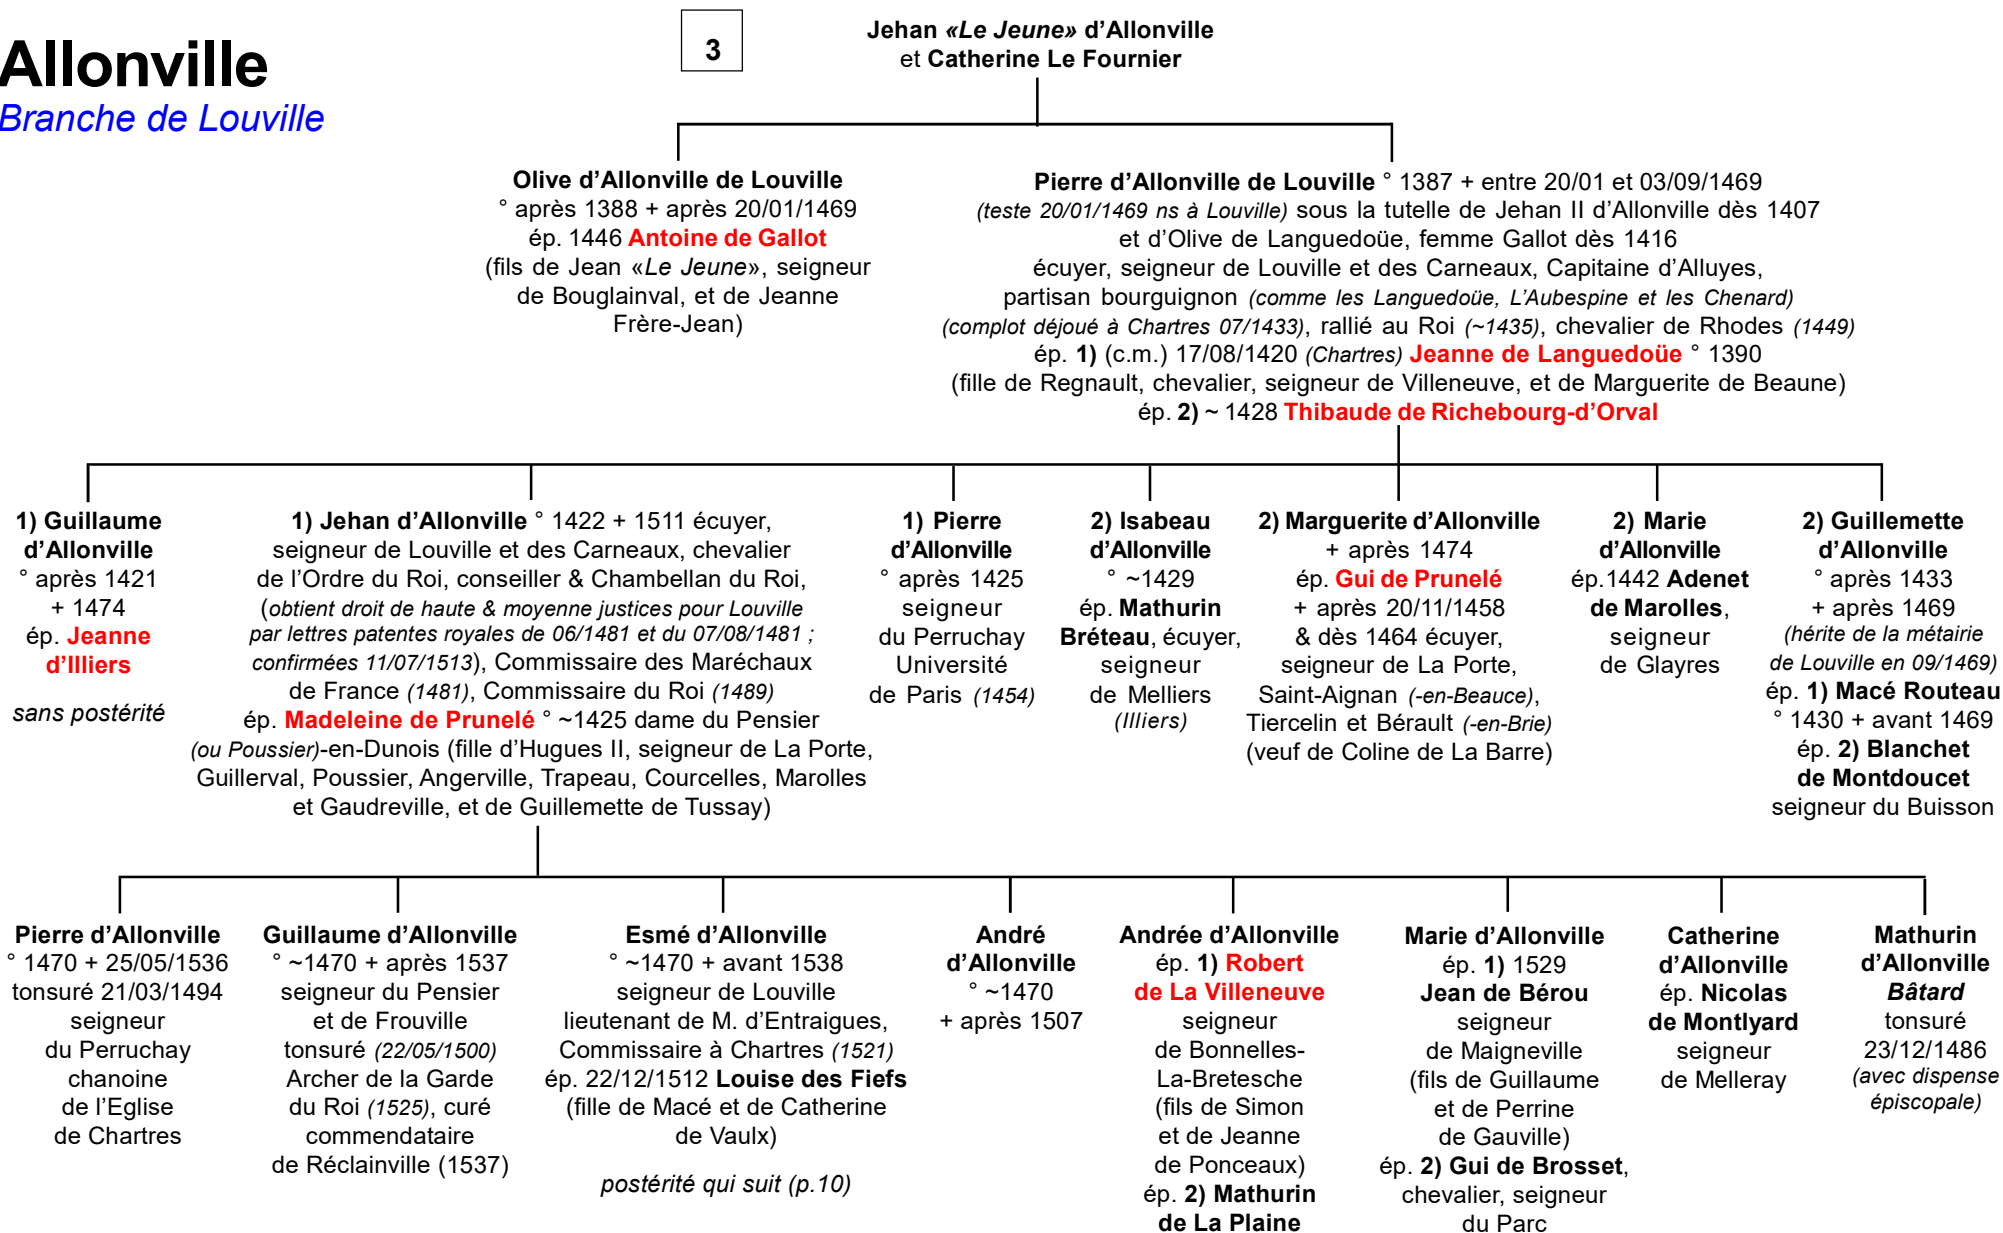 Allonville
Branche de Louville
3
Jehan «Le Jeune» d’Allonville
et Catherine Le Fournier
Olive d’Allonville de Louville
° après 1388 + après 20/01/1469
ép. 1446 Antoine de Gallot
(fils de Jean «Le Jeune», seigneur
de Bouglainval, et de Jeanne
Frère-Jean)
Pierre d’Allonville de Louville ° 1387 + entre 20/01 et 03/09/1469
(teste 20/01/1469 ns à Louville) sous la tutelle de Jehan II d’Allonville dès 1407
et d’Olive de Languedoüe, femme Gallot dès 1416
écuyer, seigneur de Louville et des Carneaux, Capitaine d’Alluyes,
partisan bourguignon (comme les Languedoüe, L’Aubespine et les Chenard)
(complot déjoué à Chartres 07/1433), rallié au Roi (~1435), chevalier de Rhodes (1449)
ép. 1) (c.m.) 17/08/1420 (Chartres) Jeanne de Languedoüe ° 1390
(fille de Regnault, chevalier, seigneur de Villeneuve, et de Marguerite de Beaune)
ép. 2) ~ 1428 Thibaude de Richebourg-d’Orval
1) Guillaume
d’Allonville
° après 1421
+ 1474
ép. Jeanne
d’Illiers
sans postérité
1) Jehan d’Allonville ° 1422 + 1511 écuyer,
seigneur de Louville et des Carneaux, chevalier
de l’Ordre du Roi, conseiller & Chambellan du Roi,
(obtient droit de haute & moyenne justices pour Louville
par lettres patentes royales de 06/1481 et du 07/08/1481 ;
confirmées 11/07/1513), Commissaire des Maréchaux
de France (1481), Commissaire du Roi (1489)
ép. Madeleine de Prunelé ° ~1425 dame du Pensier
(ou Poussier)-en-Dunois (fille d’Hugues II, seigneur de La Porte,
Guillerval, Poussier, Angerville, Trapeau, Courcelles, Marolles
et Gaudreville, et de Guillemette de Tussay)
1) Pierre
d’Allonville
° après 1425
seigneur
du Perruchay
Université
de Paris (1454)
2) Isabeau
d’Allonville
° ~1429
ép. Mathurin
Bréteau, écuyer,
seigneur
de Melliers
(Illiers)
2) Marguerite d’Allonville
+ après 1474
ép. Gui de Prunelé
+ après 20/11/1458
& dès 1464 écuyer,
seigneur de La Porte,
Saint-Aignan (-en-Beauce),
Tiercelin et Bérault (-en-Brie)
(veuf de Coline de La Barre)
2) Marie
d’Allonville
ép.1442 Adenet
de Marolles,
seigneur
de Glayres
2) Guillemette
d’Allonville
° après 1433
+ après 1469
(hérite de la métairie
de Louville en 09/1469)
ép. 1) Macé Routeau
° 1430 + avant 1469
ép. 2) Blanchet
de Montdoucet
seigneur du Buisson
Pierre d’Allonville
° 1470 + 25/05/1536
tonsuré 21/03/1494
seigneur
du Perruchay
chanoine
de l’Eglise
de Chartres
Guillaume d’Allonville
° ~1470 + après 1537
seigneur du Pensier
et de Frouville
tonsuré (22/05/1500)
Archer de la Garde
du Roi (1525), curé
commendataire
de Réclainville (1537)
Esmé d’Allonville
° ~1470 + avant 1538
seigneur de Louville
lieutenant de M. d’Entraigues,
Commissaire à Chartres (1521)
ép. 22/12/1512 Louise des Fiefs
(fille de Macé et de Catherine
de Vaulx)
postérité qui suit (p.10)
André
d’Allonville
° ~1470
+ après 1507
Andrée d’Allonville
ép. 1) Robert
de La Villeneuve
seigneur
de Bonnelles-
La-Bretesche
(fils de Simon
et de Jeanne
de Ponceaux)
ép. 2) Mathurin
de La Plaine
Marie d’Allonville
ép. 1) 1529
Jean de Bérou
seigneur
de Maigneville
(fils de Guillaume
et de Perrine
de Gauville)
ép. 2) Gui de Brosset,
chevalier, seigneur
du Parc
Catherine
d’Allonville
ép. Nicolas
de Montlyard
seigneur
de Melleray
Mathurin
d’Allonville
Bâtard
tonsuré
23/12/1486
(avec dispense
épiscopale)